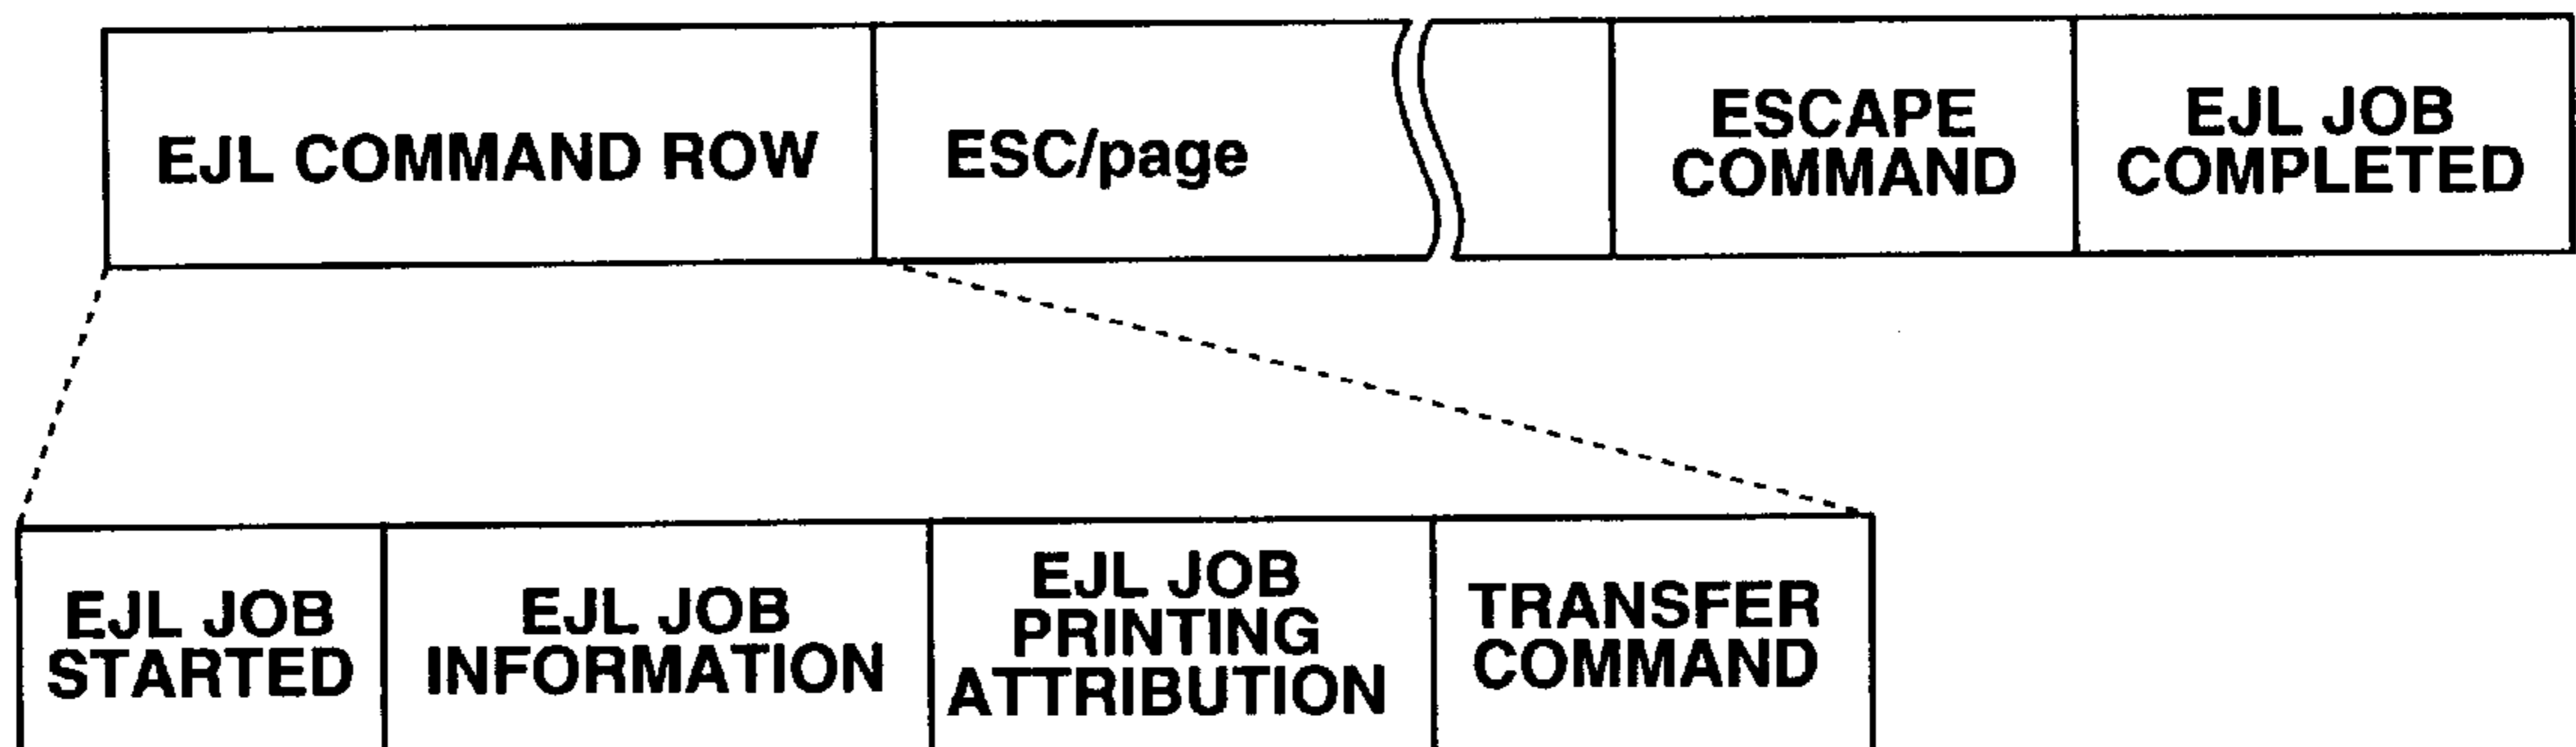 EJL COMMAND ROW
ESC/page
ESCAPE
COMMAND
EJL JOB
COMPLETED
EJL JOB
STARTED
EJL JOB
INFORMATION
EJL JOB
PRINTING
ATTRIBUTION
TRANSFER
COMMAND